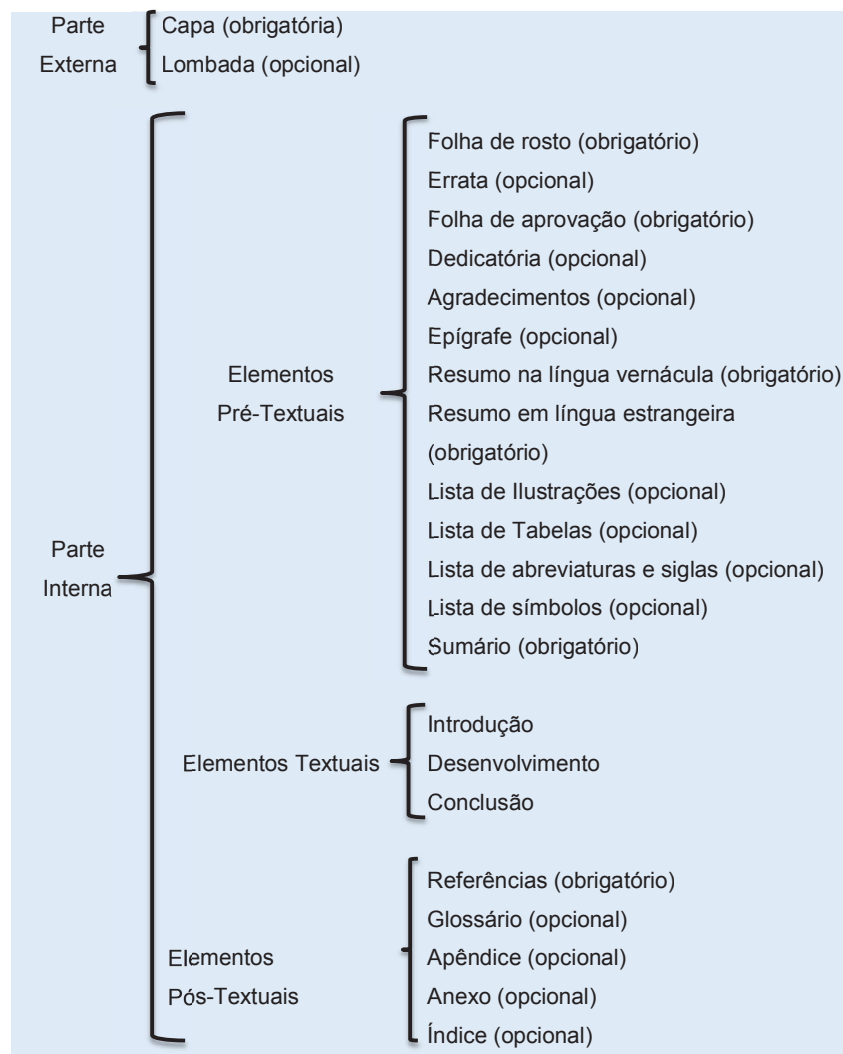 Parte
Externa
Capa (obrigatória)
Lombada (opcional)
Parte
Interna
Elementos
Pré-Textuais
Folha de rosto (obrigatório)
Errata (opcional)
Folha de aprovação (obrigatório)
Dedicatória (opcional)
Agradecimentos (opcional)
Epígrafe (opcional)
Resumo na língua vernácula (obrigatório)
Resumo em língua estrangeira
(obrigatório)
Lista de Ilustrações (opcional)
Lista de Tabelas (opcional)
Lista de abreviaturas e siglas (opcional)
Lista de símbolos (opcional)
Sumário (obrigatório)
Elementos Textuais
Introdução
Desenvolvimento
Conclusão
Elementos
Pós-Textuais
Referências (obrigatório)
Glossário (opcional)
Apêndice (opcional)
Anexo (opcional)
Índice (opcional)